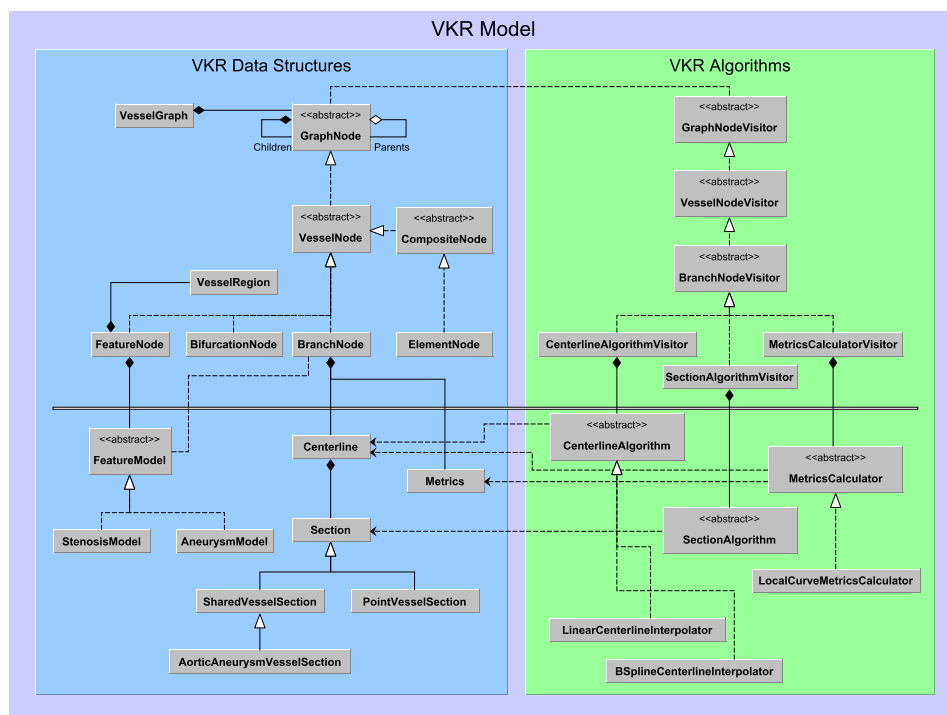 VKR Model
VKR Data Structures
VKR Algorithms
VesselGraph
<<abstract>>
GraphNode
Children
Parents
<<abstract>>
GraphNodeVisitor
<<abstract>>
VesselNodeVisitor
<<abstract>>
VesselNode
<<abstract>>
CompositeNode
<<abstract>>
BranchNodeVisitor
VesselRegion
FeatureNode
BifurcationNode
BranchNode
ElementNode
CenterlineAlgorithmVisitor
MetricsCalculatorVisitor
SectionAlgorithmVisitor
<<abstract>>
FeatureModel
Centerline
<<abstract>>
CenterlineAlgorithm
Metrics
<<abstract>>
MetricsCalculator
StenosisModel
AneurysmModel
Section
<<abstract>>
SectionAlgorithm
LocalCurveMetricsCalculator
SharedVesselSection
PointVesselSection
LinearCenterlineInterpolator
AorticAneurysmVesselSection
BSplineCenterlineInterpolator